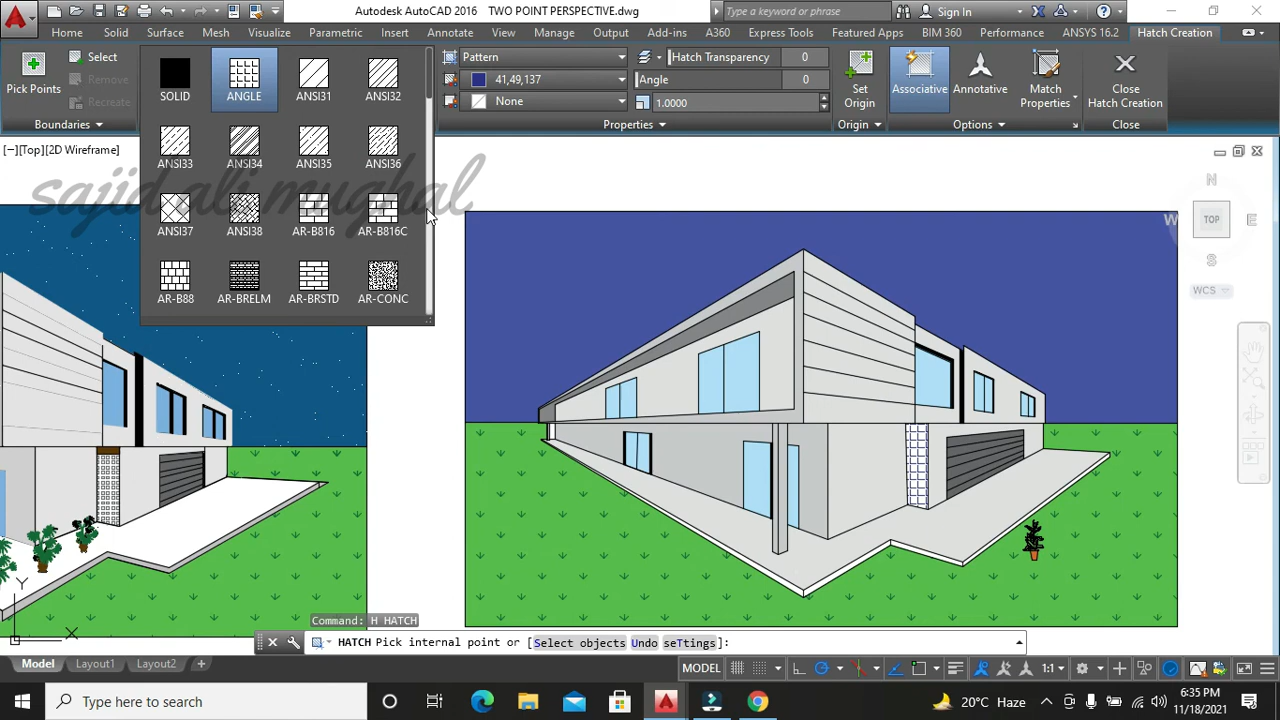 Autodesk AutoCAD 2016 TWO POINT PERSPECTIVE.dwg
Type a keyword or phrase
Sign In
Home Solid Surface Mesh Visualize Parametric Insert Annotate View Manage Output Add-ins A360 Express Tools Featured Apps BIM 360 Performance ANSYS 16.2 Hatch Creation
Pick Points
Select
Remove
Recreate
Boundaries
SOLID ANGLE ANSI31 ANSI32
ANSI33 ANSI34 ANSI35 ANSI36
ANSI37 ANSI38 AR-B816 AR-B816C
AR-B88 AR-BRELM AR-BRSTD AR-CONC
Pattern
41,49,137
None
Hatch Transparency 0
Angle 0
1.0000
Properties
Set
Origin
Origin
Associative
Annotative
Match
Properties
Options
Close
Hatch Creation
Close
[−][Top][2D Wireframe]
sajid ali mughal
N
W TOP E
S
WCS
Y
X
Command: H HATCH
HATCH Pick internal point or [Select objects Undo seTtings]:
Model Layout1 Layout2 +
MODEL
1:1
Type here to search
20°C Haze
6:35 PM
11/18/2021